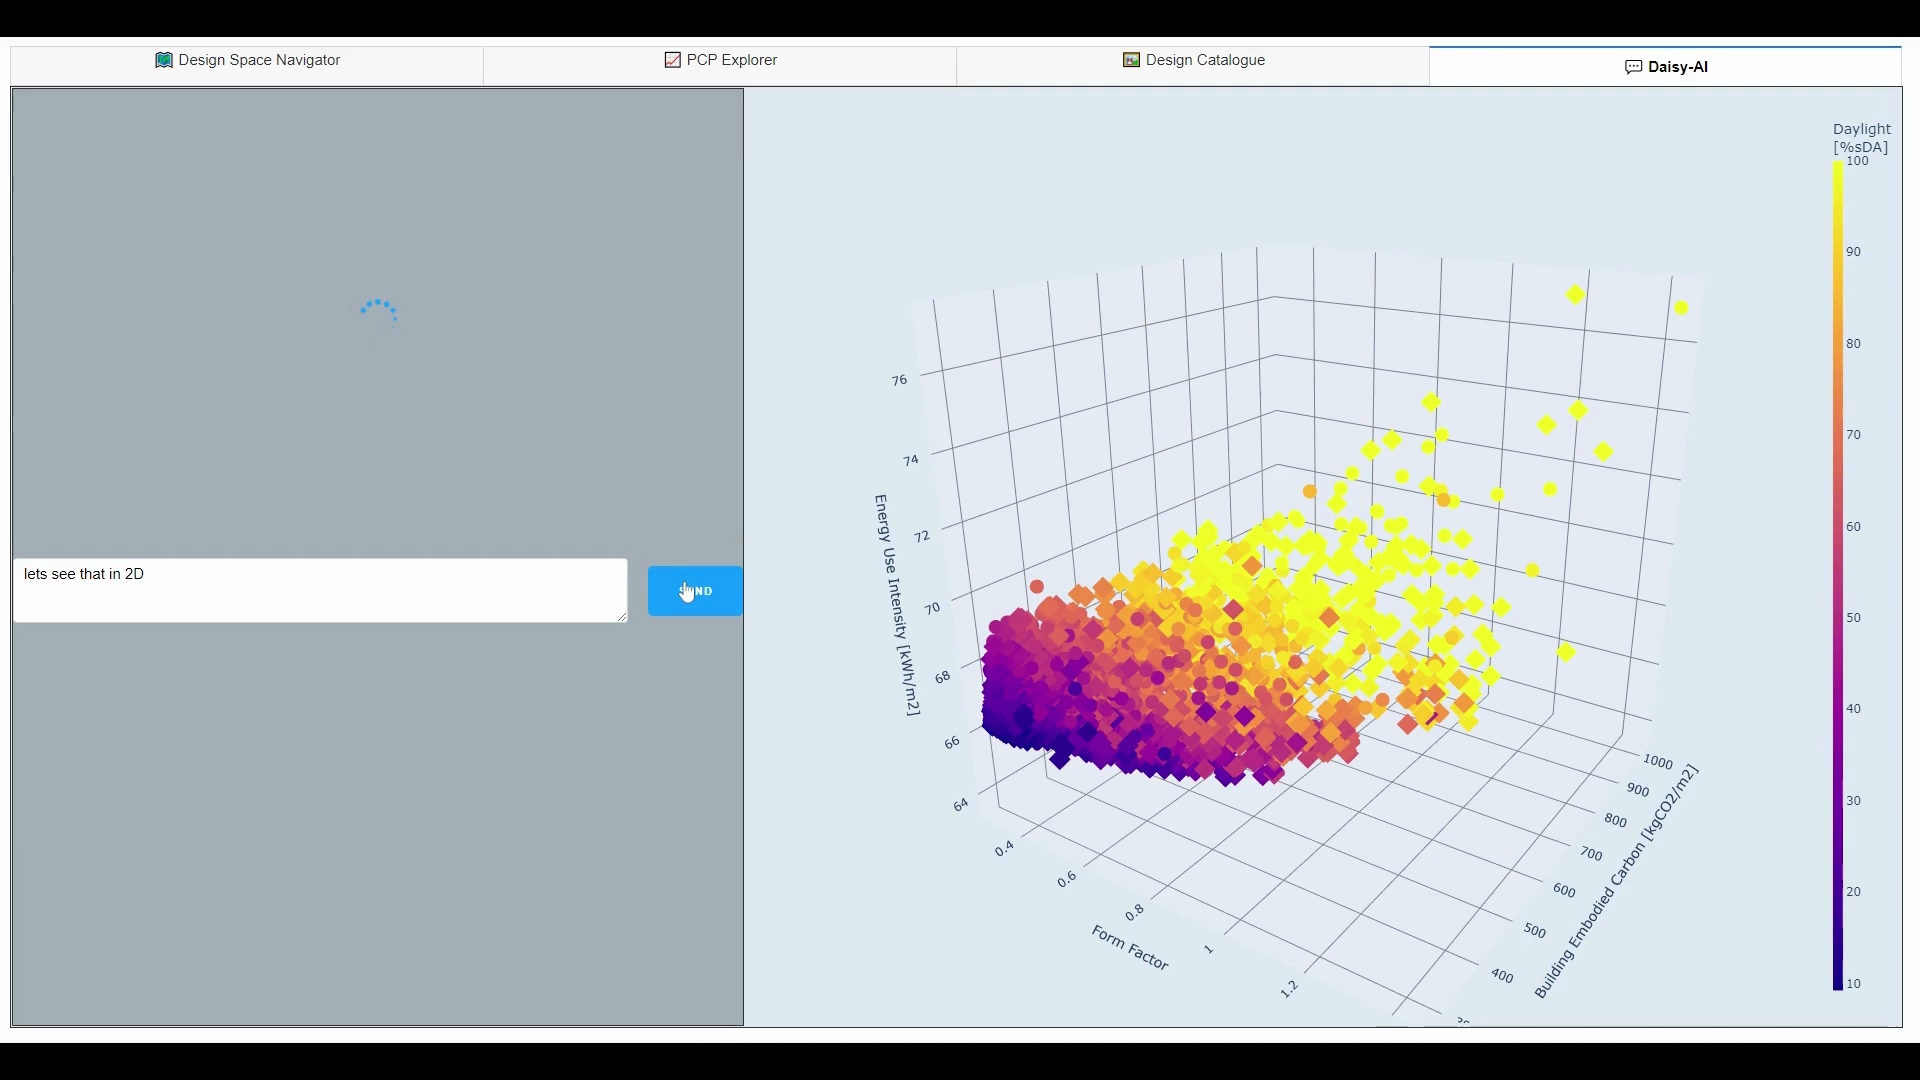 Design Space Navigator
PCP Explorer
Design Catalogue
Daisy-AI
lets see that in 2D
ND
Daylight
[%sDA]
100
90
80
70
60
50
40
30
20
10
Energy Use Intensity [kWh/m2]
76
74
72
70
68
66
64
Form Factor
0.4
0.6
0.8
1
1.2
Building Embodied Carbon [kgCO2/m2]
1000
900
800
700
600
500
400